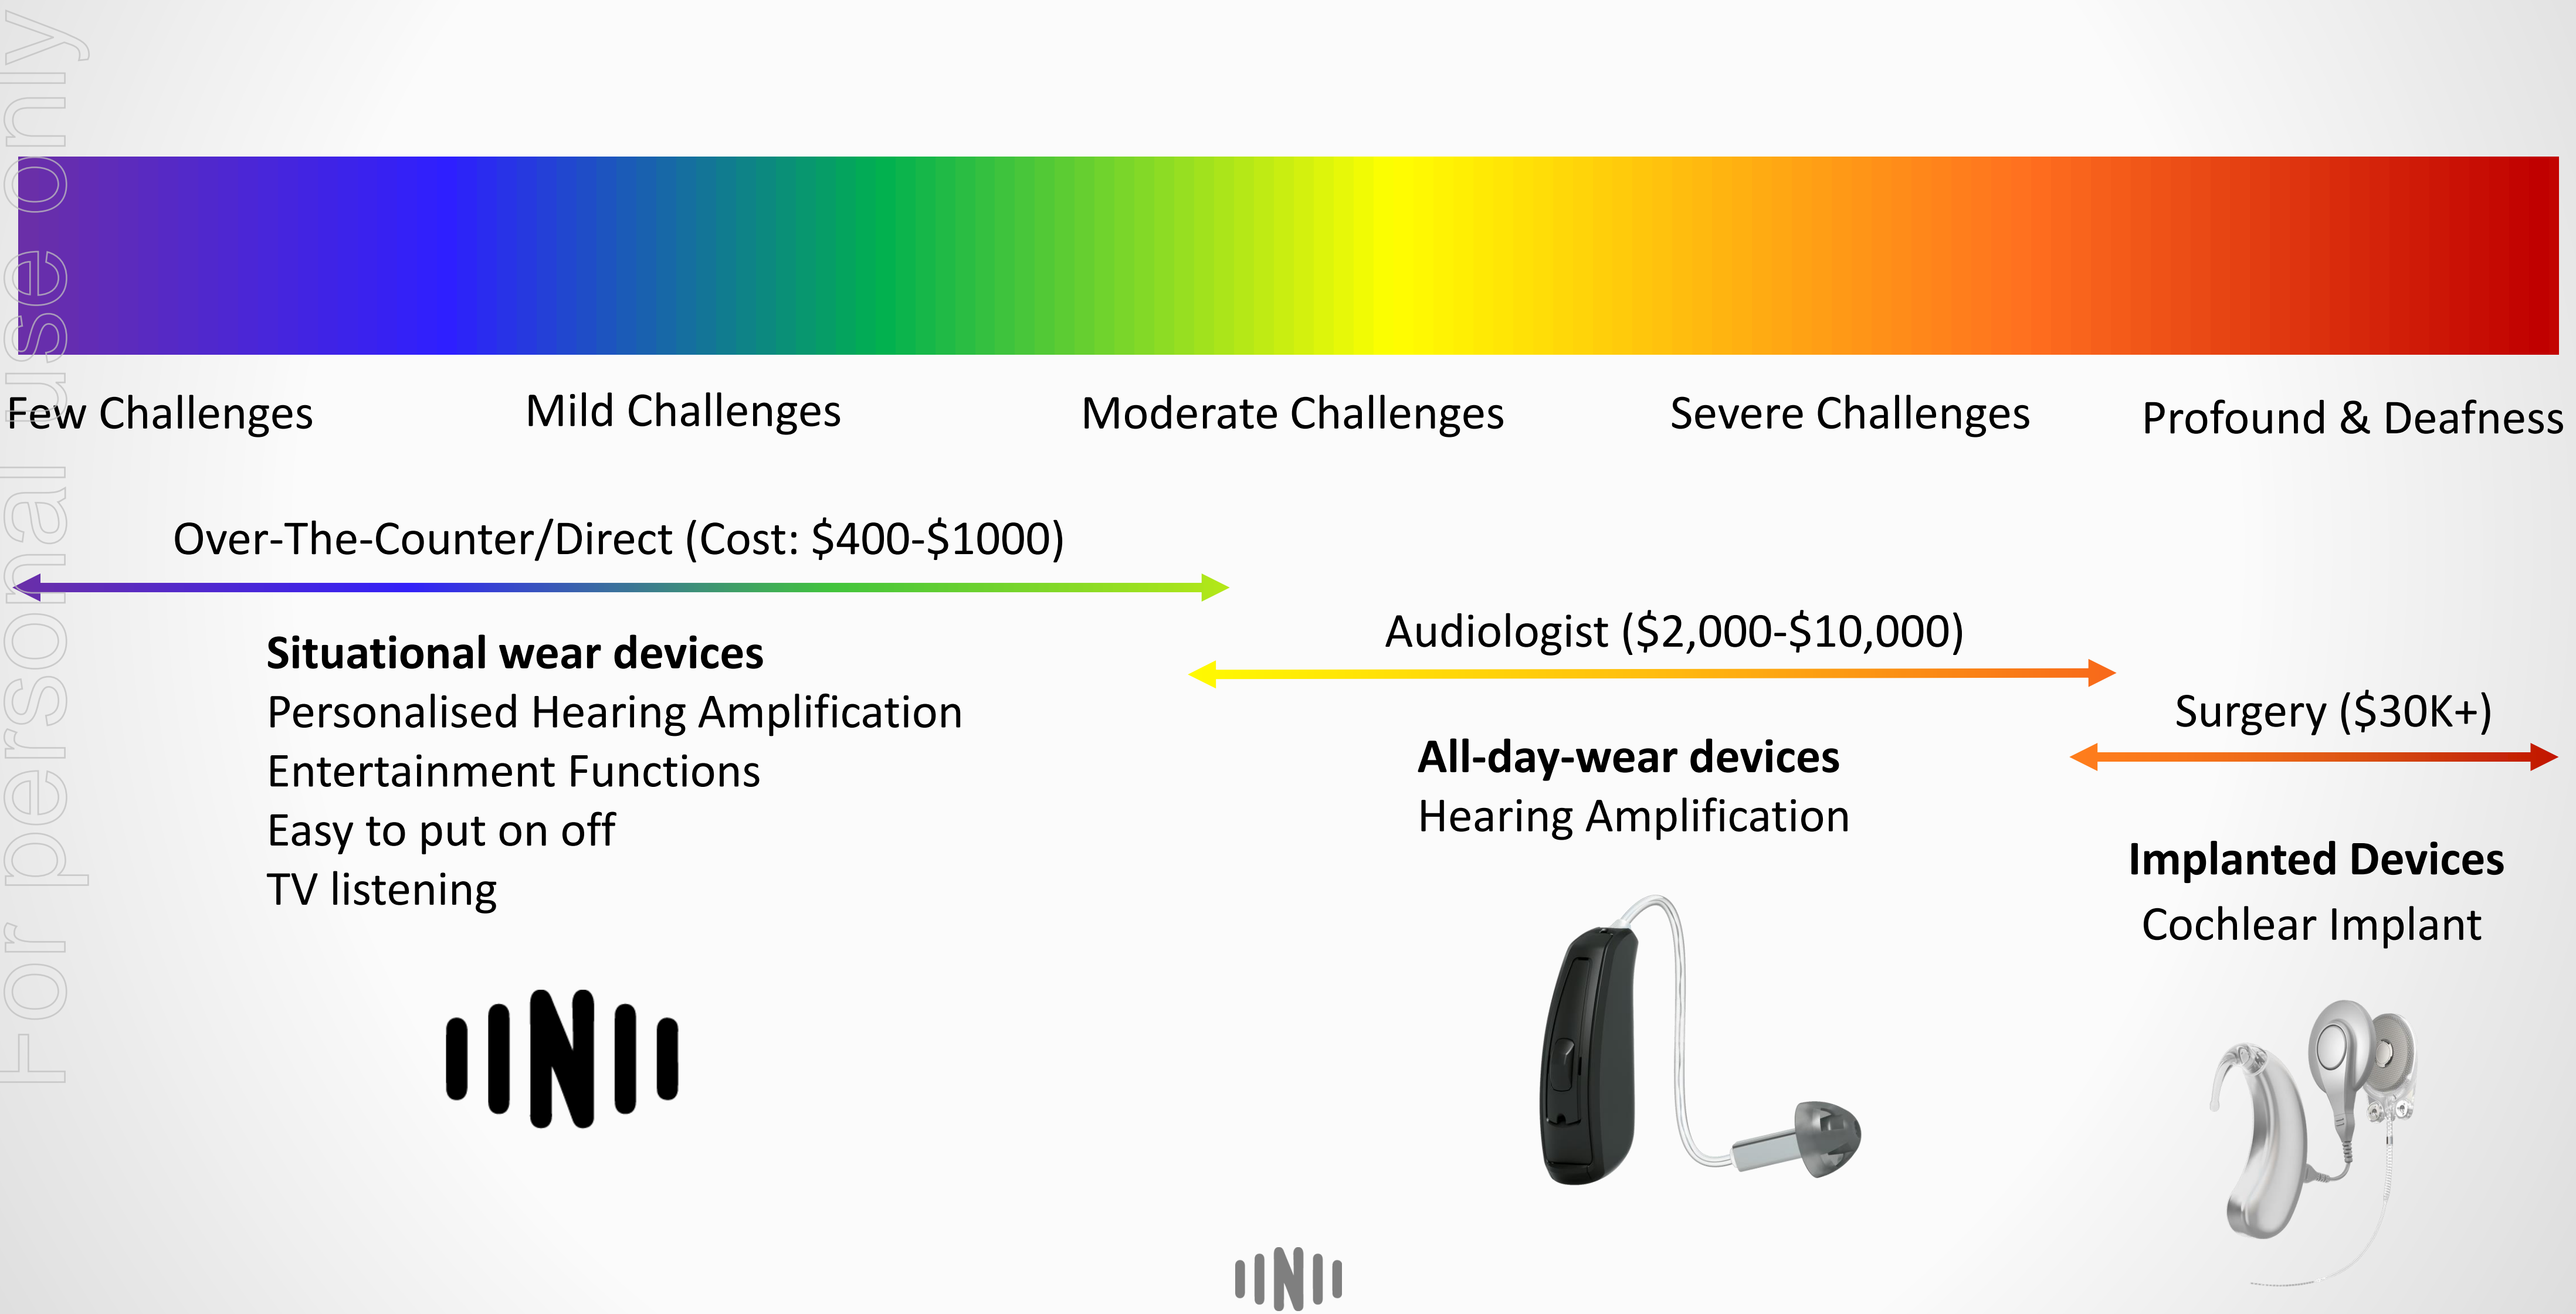 For personal use only
Few Challenges
Mild Challenges
Moderate Challenges
Severe Challenges
Profound & Deafness
Over-The-Counter/Direct (Cost: $400-$1000)
Situational wear devices
Personalised Hearing Amplification
Entertainment Functions
Easy to put on off
TV listening
Audiologist ($2,000-$10,000)
All-day-wear devices
Hearing Amplification
Surgery ($30K+)
Implanted Devices
Cochlear Implant
N
N